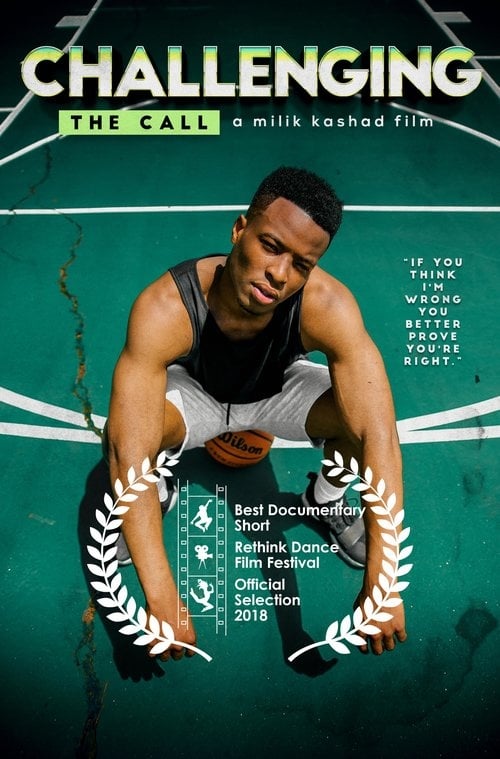 CHALLENGING
THE CALL a milik kashad film
"IF YOU
THINK
I'M
WRONG
YOU
BETTER
PROVE
YOU'RE
RIGHT."
Wilson
Best Documentary
Short
Rethink Dance
Film Festival
Official
Selection
2018